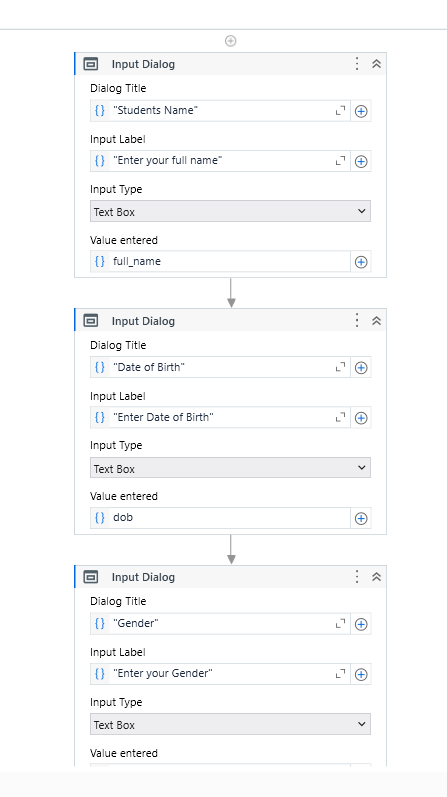 Input Dialog
Dialog Title
{} "Students Name"
Input Label
{} "Enter your full name"
Input Type
Text Box
Value entered
{} full_name
Input Dialog
Dialog Title
{} "Date of Birth"
Input Label
{} "Enter Date of Birth"
Input Type
Text Box
Value entered
{} dob
Input Dialog
Dialog Title
{} "Gender"
Input Label
{} "Enter your Gender"
Input Type
Text Box
Value entered